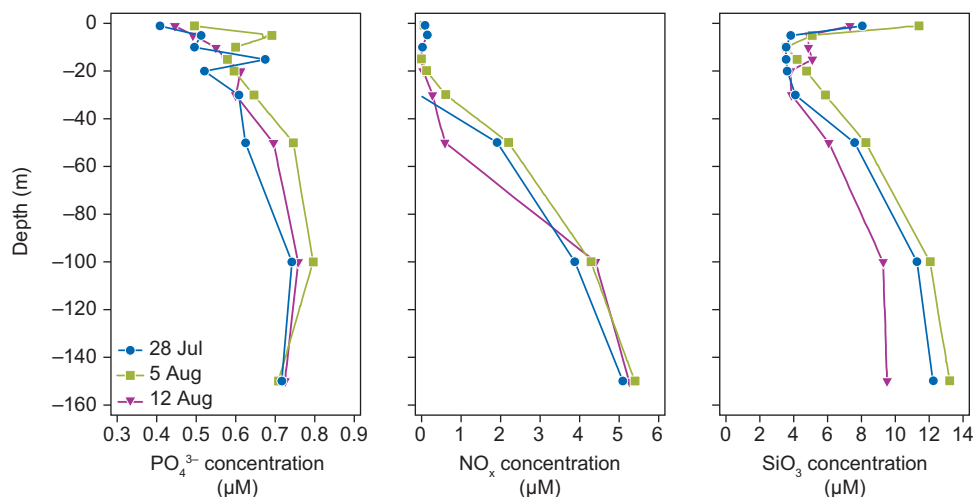 Depth (m)
0
–20
–40
–60
–80
–100
–120
–140
–160
28 Jul
5 Aug
12 Aug
0.3 0.4 0.5 0.6 0.7 0.8 0.9
PO₄³⁻ concentration
(µM)
0 1 2 3 4 5 6
NOₓ concentration
(µM)
0 2 4 6 8 10 12 14
SiO₃ concentration
(µM)